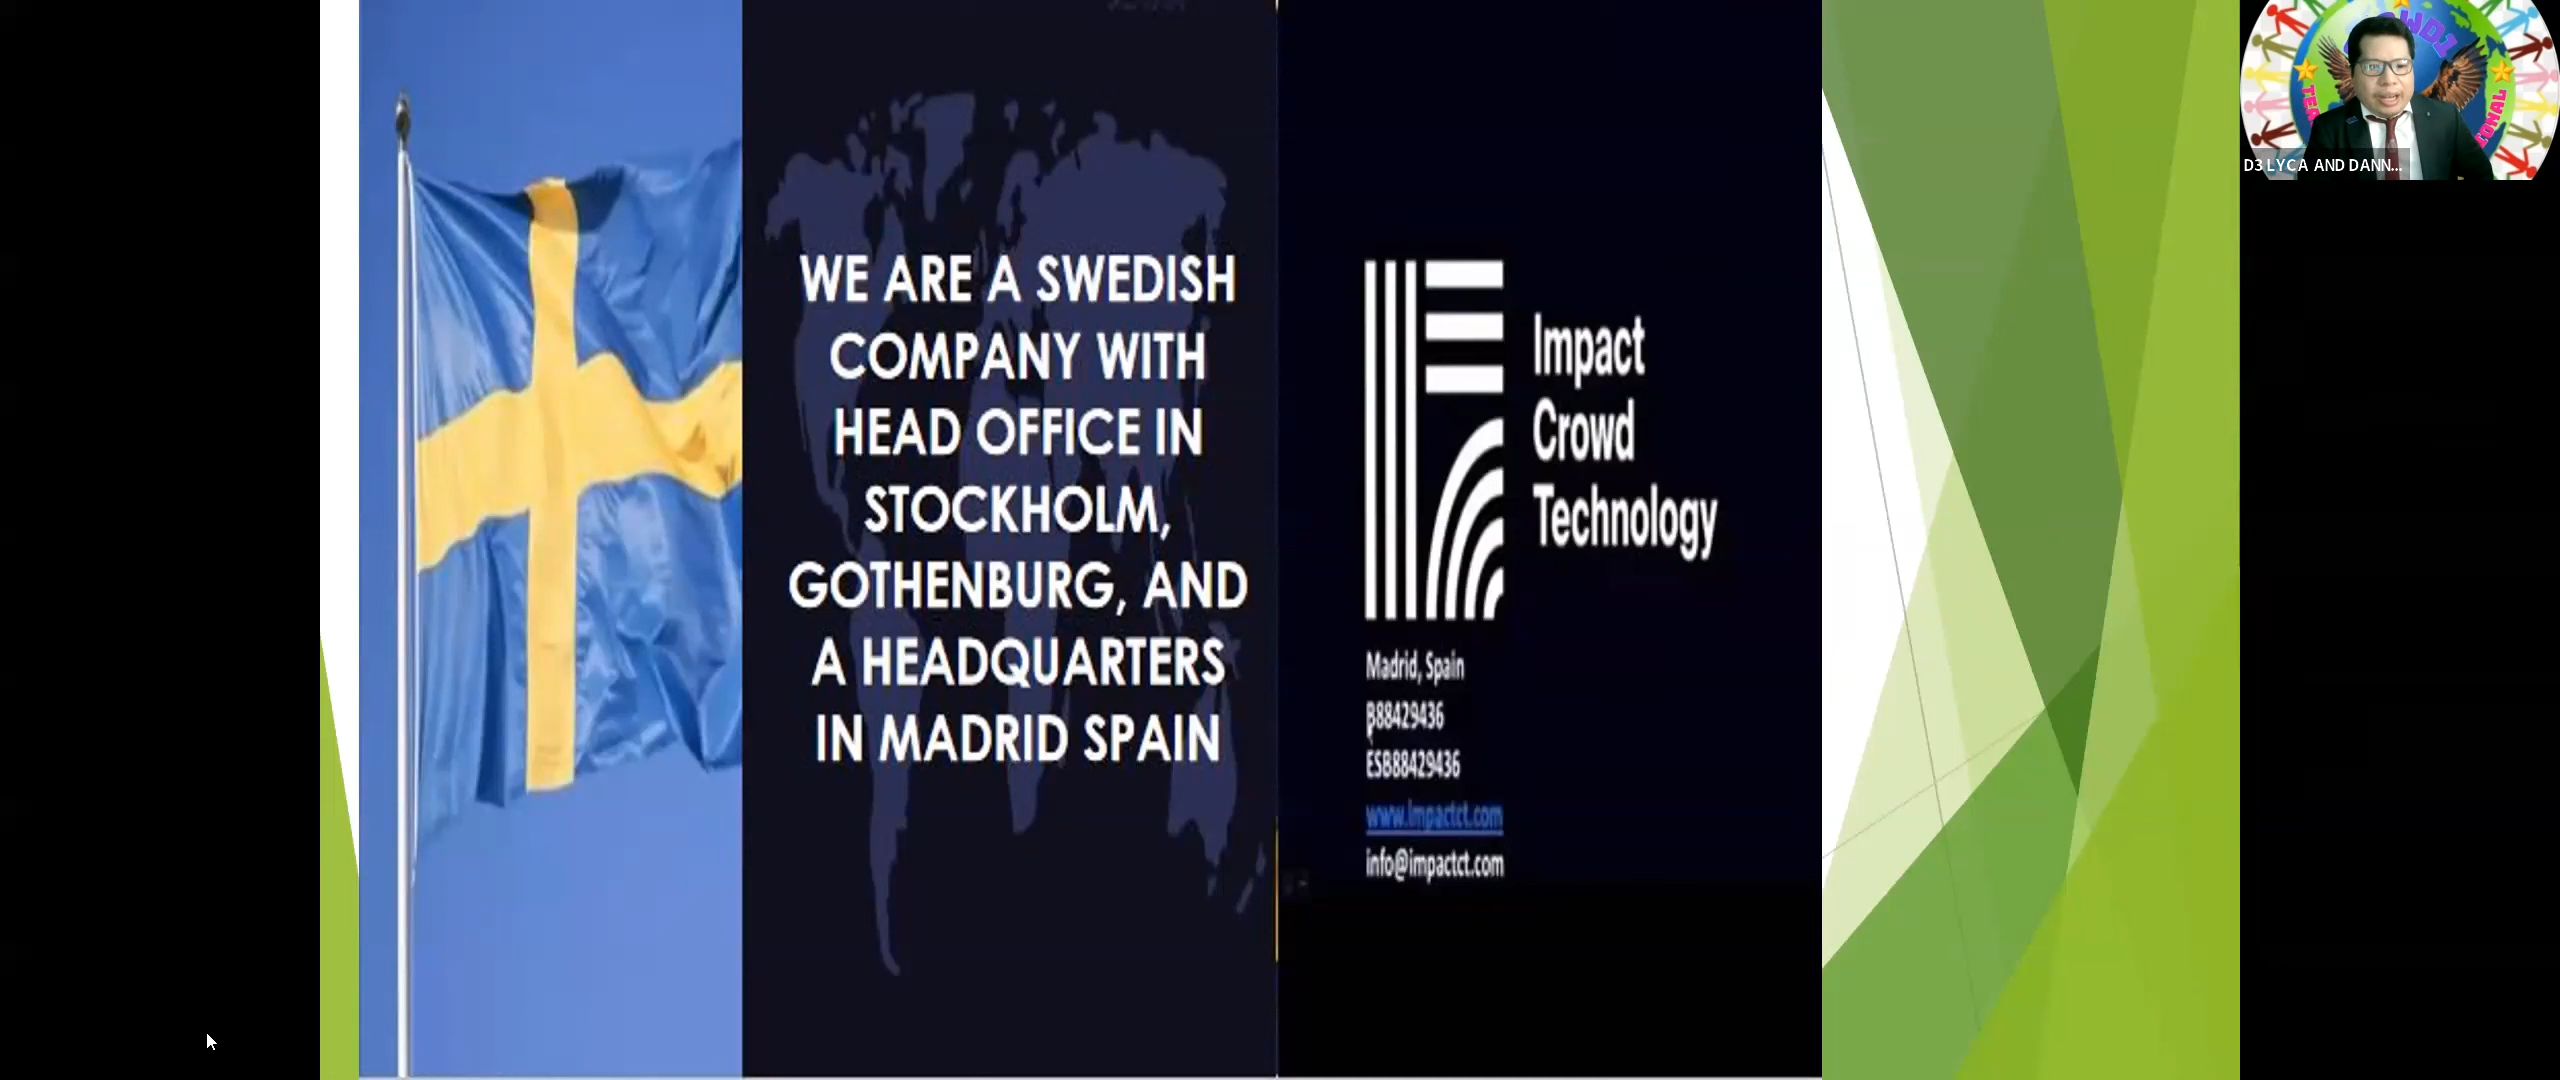 WE ARE A SWEDISH
COMPANY WITH
HEAD OFFICE IN
STOCKHOLM,
GOTHENBURG, AND
A HEADQUARTERS
IN MADRID SPAIN
Impact
Crowd
Technology
Madrid, Spain
B88429436
ESB88429436
www.impactct.com
info@impactct.com
D3 LYCA AND DANN...